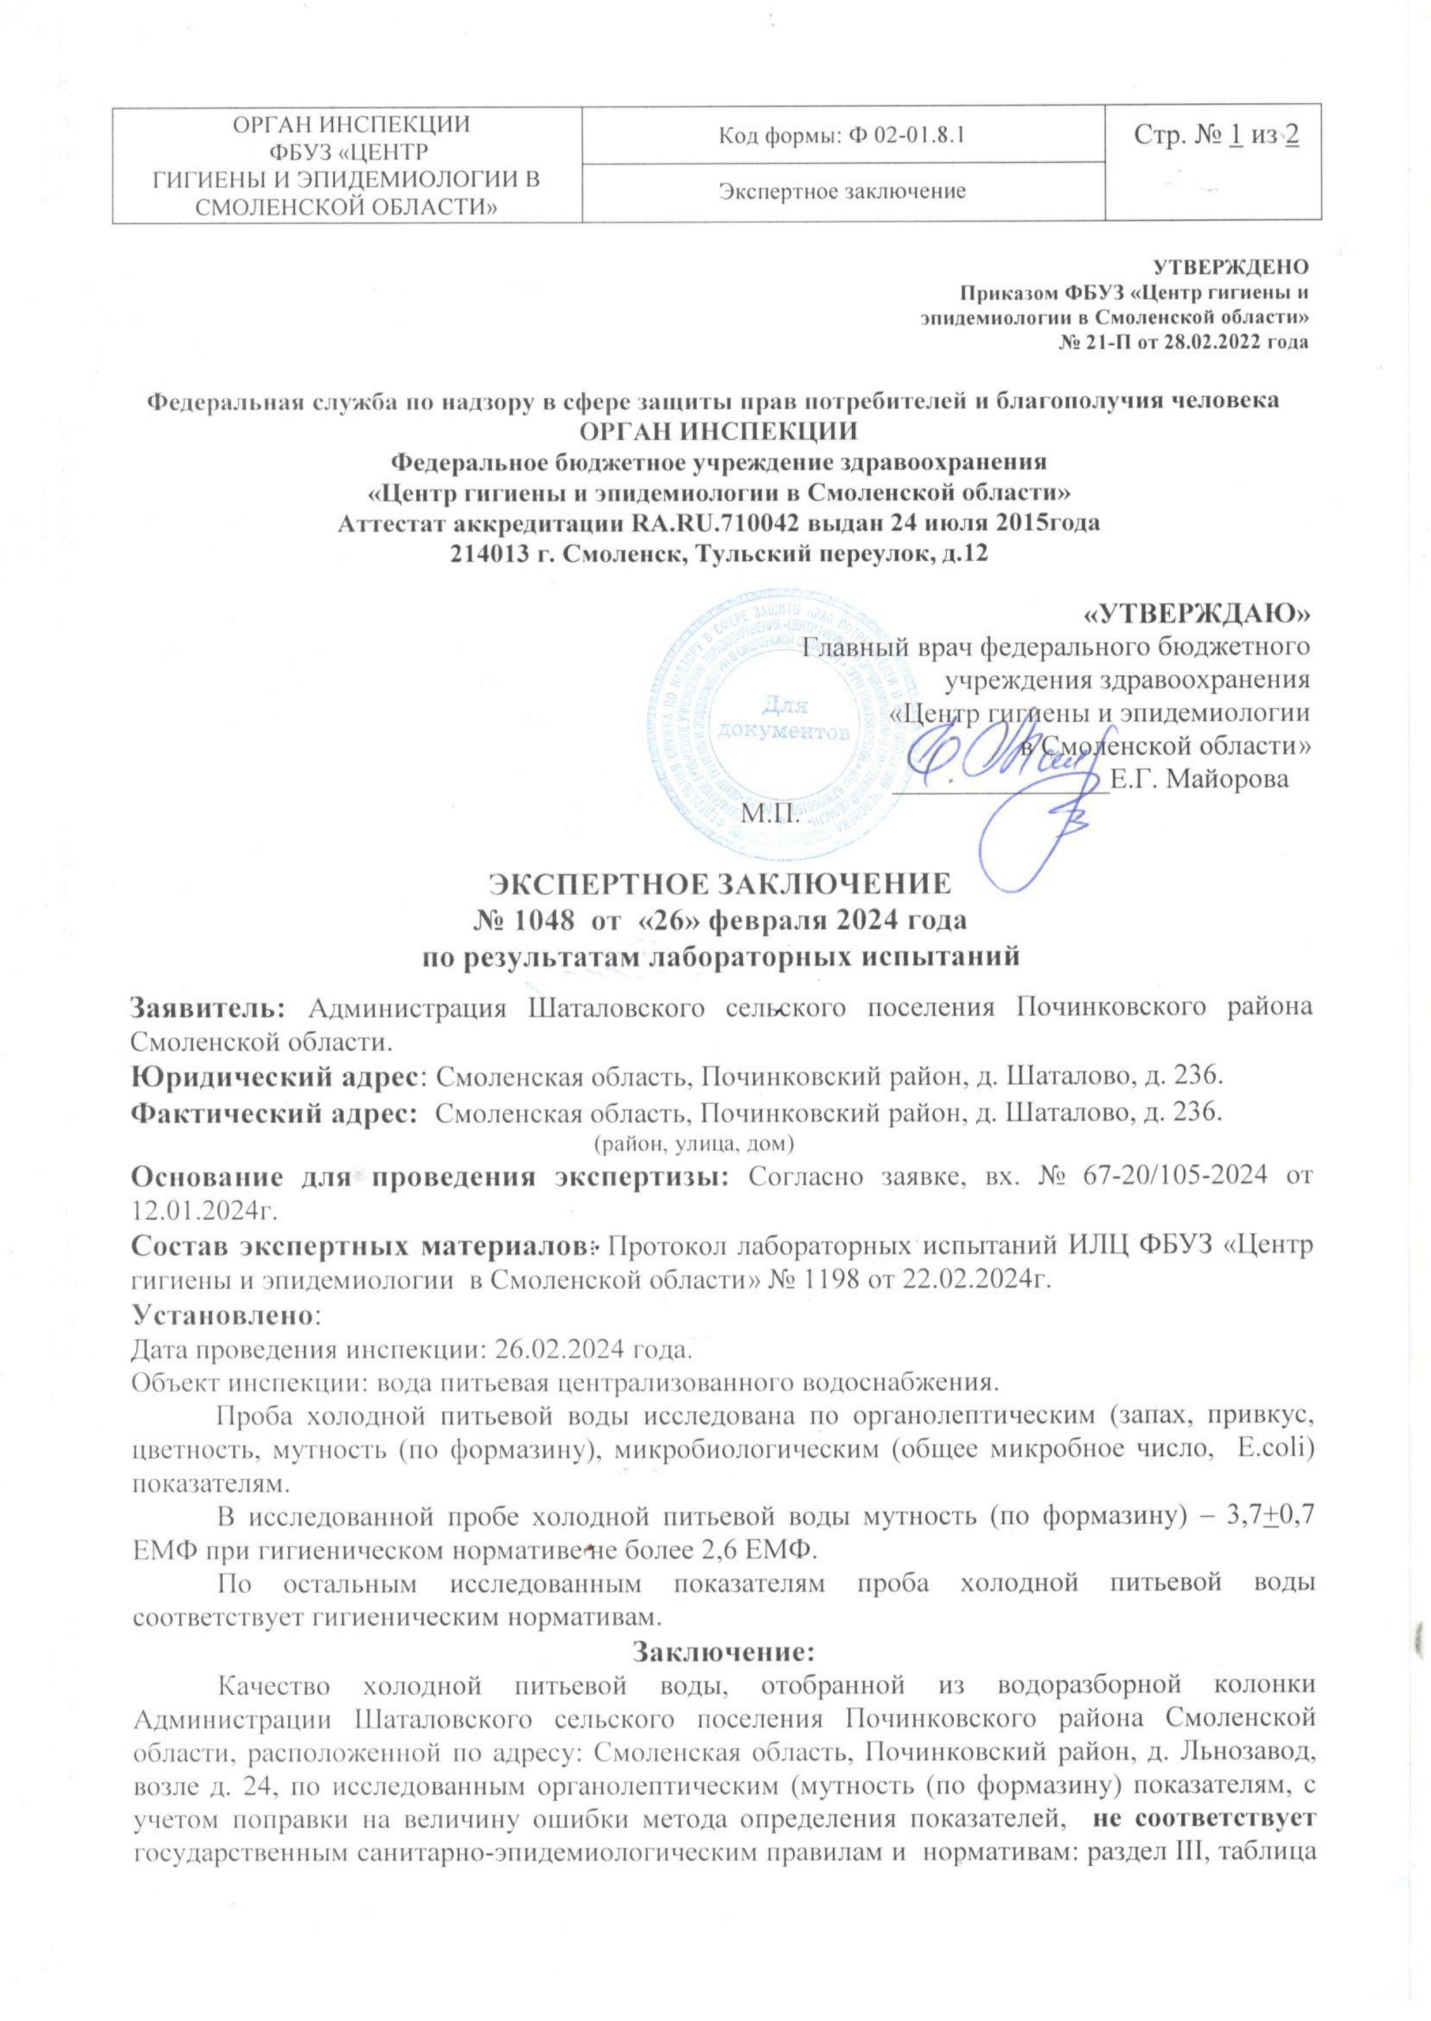 ОРГАН ИНСПЕКЦИИ
ФБУЗ «ЦЕНТР
ГИГИЕНЫ И ЭПИДЕМИОЛОГИИ В
СМОЛЕНСКОЙ ОБЛАСТИ»
Код формы: Ф 02-01.8.1
Экспертное заключение
Стр. № 1 из 2
УТВЕРЖДЕНО
Приказом ФБУЗ «Центр гигиены и
эпидемиологии в Смоленской области»
№ 21-П от 28.02.2022 года
Федеральная служба по надзору в сфере защиты прав потребителей и благополучия человека
ОРГАН ИНСПЕКЦИИ
Федеральное бюджетное учреждение здравоохранения
«Центр гигиены и эпидемиологии в Смоленской области»
Аттестат аккредитации RA.RU.710042 выдан 24 июля 2015года
214013 г. Смоленск, Тульский переулок, д.12
«УТВЕРЖДАЮ»
Главный врач федерального бюджетного
учреждения здравоохранения
«Центр гигиены и эпидемиологии
в Смоленской области»
Е.Г. Майорова
Для
документов
М.П.
ЭКСПЕРТНОЕ ЗАКЛЮЧЕНИЕ
№ 1048 от «26» февраля 2024 года
по результатам лабораторных испытаний
Заявитель: Администрация Шаталовского сельского поселения Починковского района
Смоленской области.
Юридический адрес: Смоленская область, Починковский район, д. Шаталово, д. 236.
Фактический адрес: Смоленская область, Починковский район, д. Шаталово, д. 236.
(район, улица, дом)
Основание для проведения экспертизы: Согласно заявке, вх. № 67-20/105-2024 от
12.01.2024г.
Состав экспертных материалов: Протокол лабораторных испытаний ИЛЦ ФБУЗ «Центр
гигиены и эпидемиологии в Смоленской области» № 1198 от 22.02.2024г.
Установлено:
Дата проведения инспекции: 26.02.2024 года.
Объект инспекции: вода питьевая централизованного водоснабжения.
Проба холодной питьевой воды исследована по органолептическим (запах, привкус,
цветность, мутность (по формазину), микробиологическим (общее микробное число, E.coli)
показателям.
В исследованной пробе холодной питьевой воды мутность (по формазину) – 3,7±0,7
ЕМФ при гигиеническом нормативе не более 2,6 ЕМФ.
По остальным исследованным показателям проба холодной питьевой воды
соответствует гигиеническим нормативам.
Заключение:
Качество холодной питьевой воды, отобранной из водоразборной колонки
Администрации Шаталовского сельского поселения Починковского района Смоленской
области, расположенной по адресу: Смоленская область, Починковский район, д. Льнозавод,
возле д. 24, по исследованным органолептическим (мутность (по формазину) показателям, с
учетом поправки на величину ошибки метода определения показателей, не соответствует
государственным санитарно-эпидемиологическим правилам и нормативам: раздел III, таблица